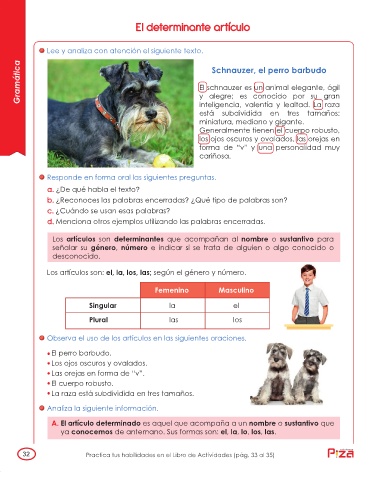 El determinante artículo
Gramática
Lee y analiza con atención el siguiente texto.
Schnauzer, el perro barbudo
El schnauzer es un animal elegante, ágil
y alegre; es conocido por su gran
inteligencia, valentía y lealtad. La raza
está subdividida en tres tamaños:
miniatura, mediano y gigante.
Generalmente tienen el cuerpo robusto,
los ojos oscuros y ovalados, las orejas en
forma de “v” y una personalidad muy
cariñosa.
Responde en forma oral las siguientes preguntas.
a. ¿De qué habla el texto?
b. ¿Reconoces las palabras encerradas? ¿Qué tipo de palabras son?
c. ¿Cuándo se usan esas palabras?
d. Menciona otros ejemplos utilizando las palabras encerradas.
Los artículos son determinantes que acompañan al nombre o sustantivo para
señalar su género, número e indicar si se trata de alguien o algo conocido o
desconocido.
Los artículos son: el, la, los, las; según el género y número.
Femenino Masculino
Singular la el
Plural las los
Observa el uso de los artículos en las siguientes oraciones.
• El perro barbudo.
• Los ojos oscuros y ovalados.
• Las orejas en forma de “v”.
• El cuerpo robusto.
• La raza está subdividida en tres tamaños.
Analiza la siguiente información.
A. El artículo determinado es aquel que acompaña a un nombre o sustantivo que
ya conocemos de antemano. Sus formas son: el, la, lo, los, las.
32
Practica tus habilidades en el Libro de Actividades (pág. 33 al 35)
Piza